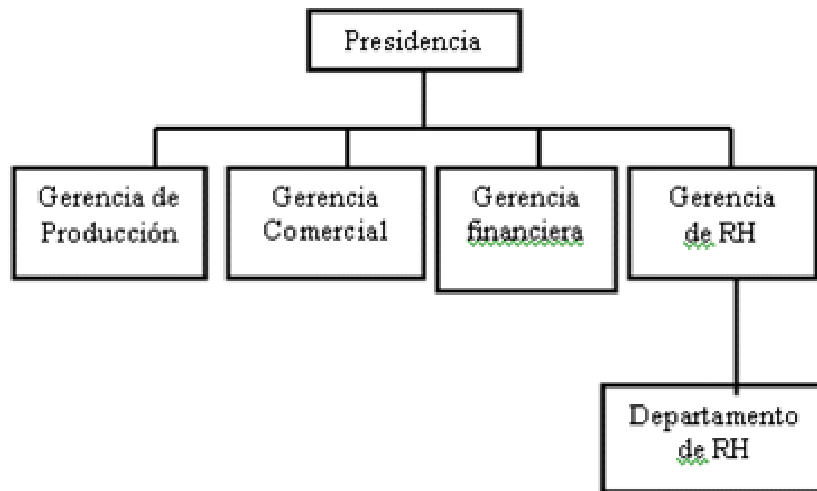 Presidencia
Gerencia de
Producción
Gerencia
Comercial
Gerencia
financiera
Gerencia
de RH
Departamento
de RH